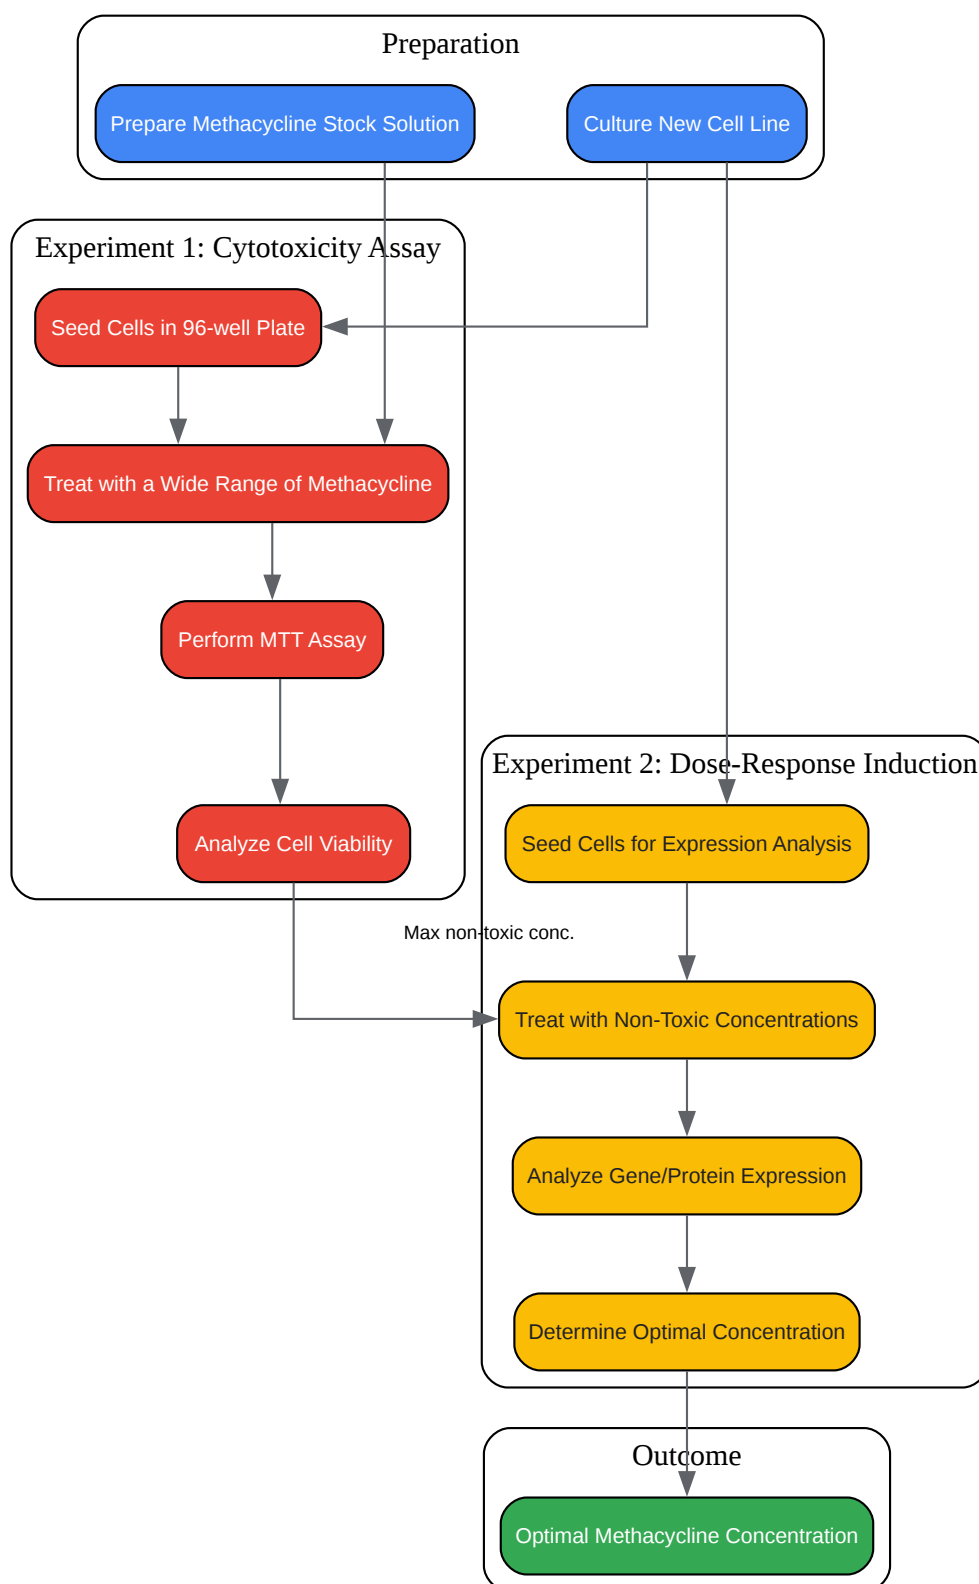 Preparation
Prepare Methacycline Stock Solution
Culture New Cell Line
Experiment 1: Cytotoxicity Assay
Seed Cells in 96-well Plate
Treat with a Wide Range of Methacycline
Perform MTT Assay
Analyze Cell Viability
Max non-toxic conc.
Experiment 2: Dose-Response Induction
Seed Cells for Expression Analysis
Treat with Non-Toxic Concentrations
Analyze Gene/Protein Expression
Determine Optimal Concentration
Outcome
Optimal Methacycline Concentration